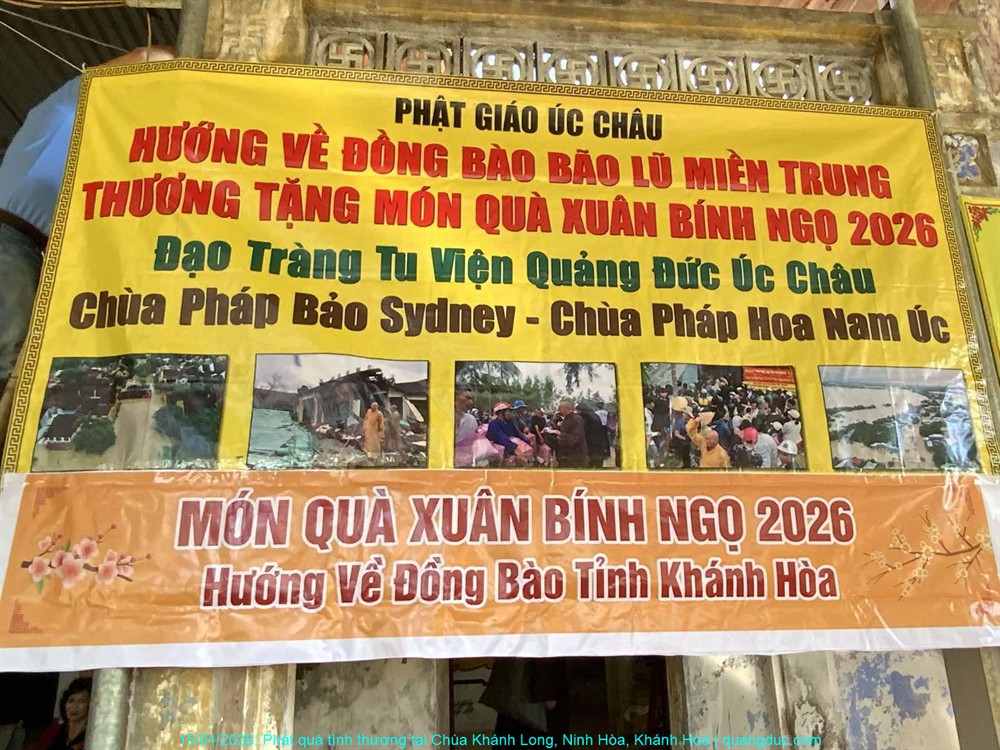 PHẬT GIÁO ÚC CHÂU
HƯỚNG VỀ ĐỒNG BÀO BÃO LŨ MIỀN TRUNG
THƯƠNG TẶNG MÓN QUÀ XUÂN BÍNH NGỌ 2026
Đạo Tràng Tu Viện Quảng Đức Úc Châu
Chùa Pháp Bảo Sydney - Chùa Pháp Hoa Nam Úc
MÓN QUÀ XUÂN BÍNH NGỌ 2026
Hướng Về Đồng Bào Tỉnh Khánh Hòa
15/01/2026: Phát quà tình thương tại Chùa Khánh Long, Ninh Hòa, Khánh Hòa | quangduc.com